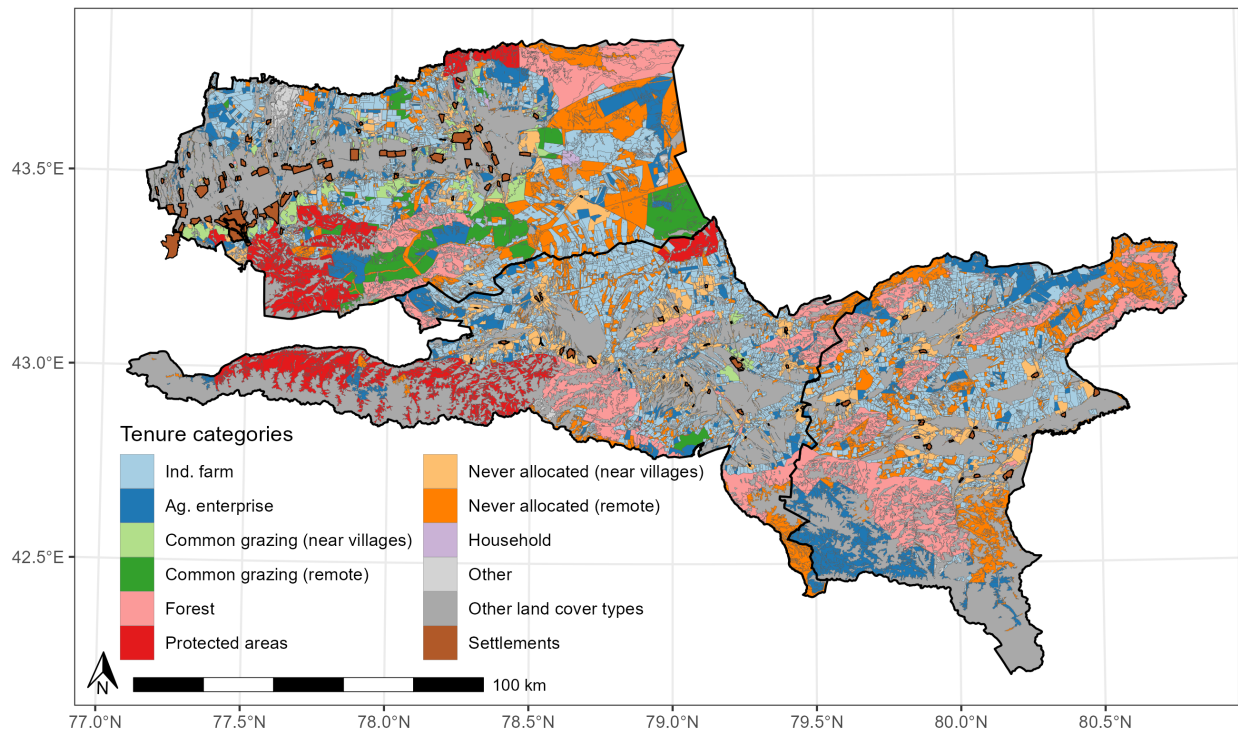 43.5°E
43.0°E
42.5°E
Tenure categories
Ind. farm
Ag. enterprise
Common grazing (near villages)
Common grazing (remote)
Forest
Protected areas
Never allocated (near villages)
Never allocated (remote)
Household
Other
Other land cover types
Settlements
N
100 km
77.0°N
77.5°N
78.0°N
78.5°N
79.0°N
79.5°N
80.0°N
80.5°N